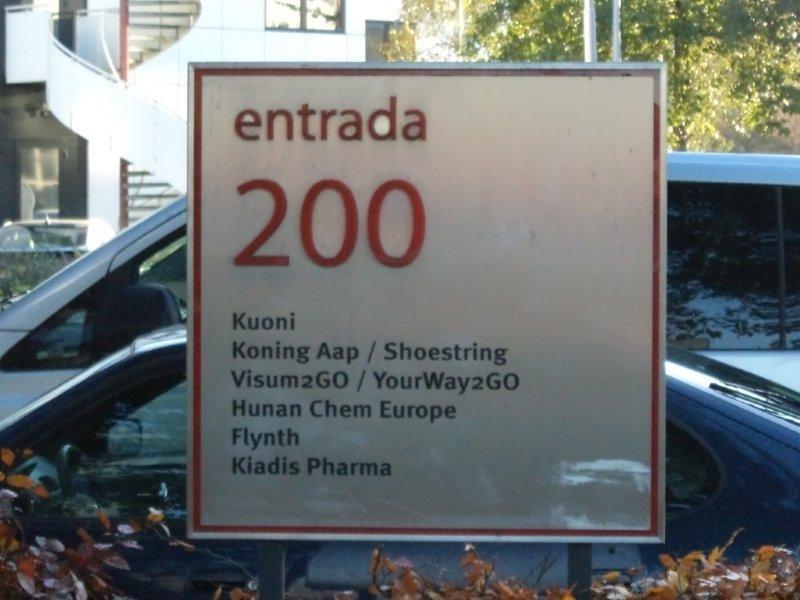 entrada
200
Kuoni
Koning Aap / Shoestring
Visum2GO / YourWay2GO
Hunan Chem Europe
Flynth
Kiadis Pharma